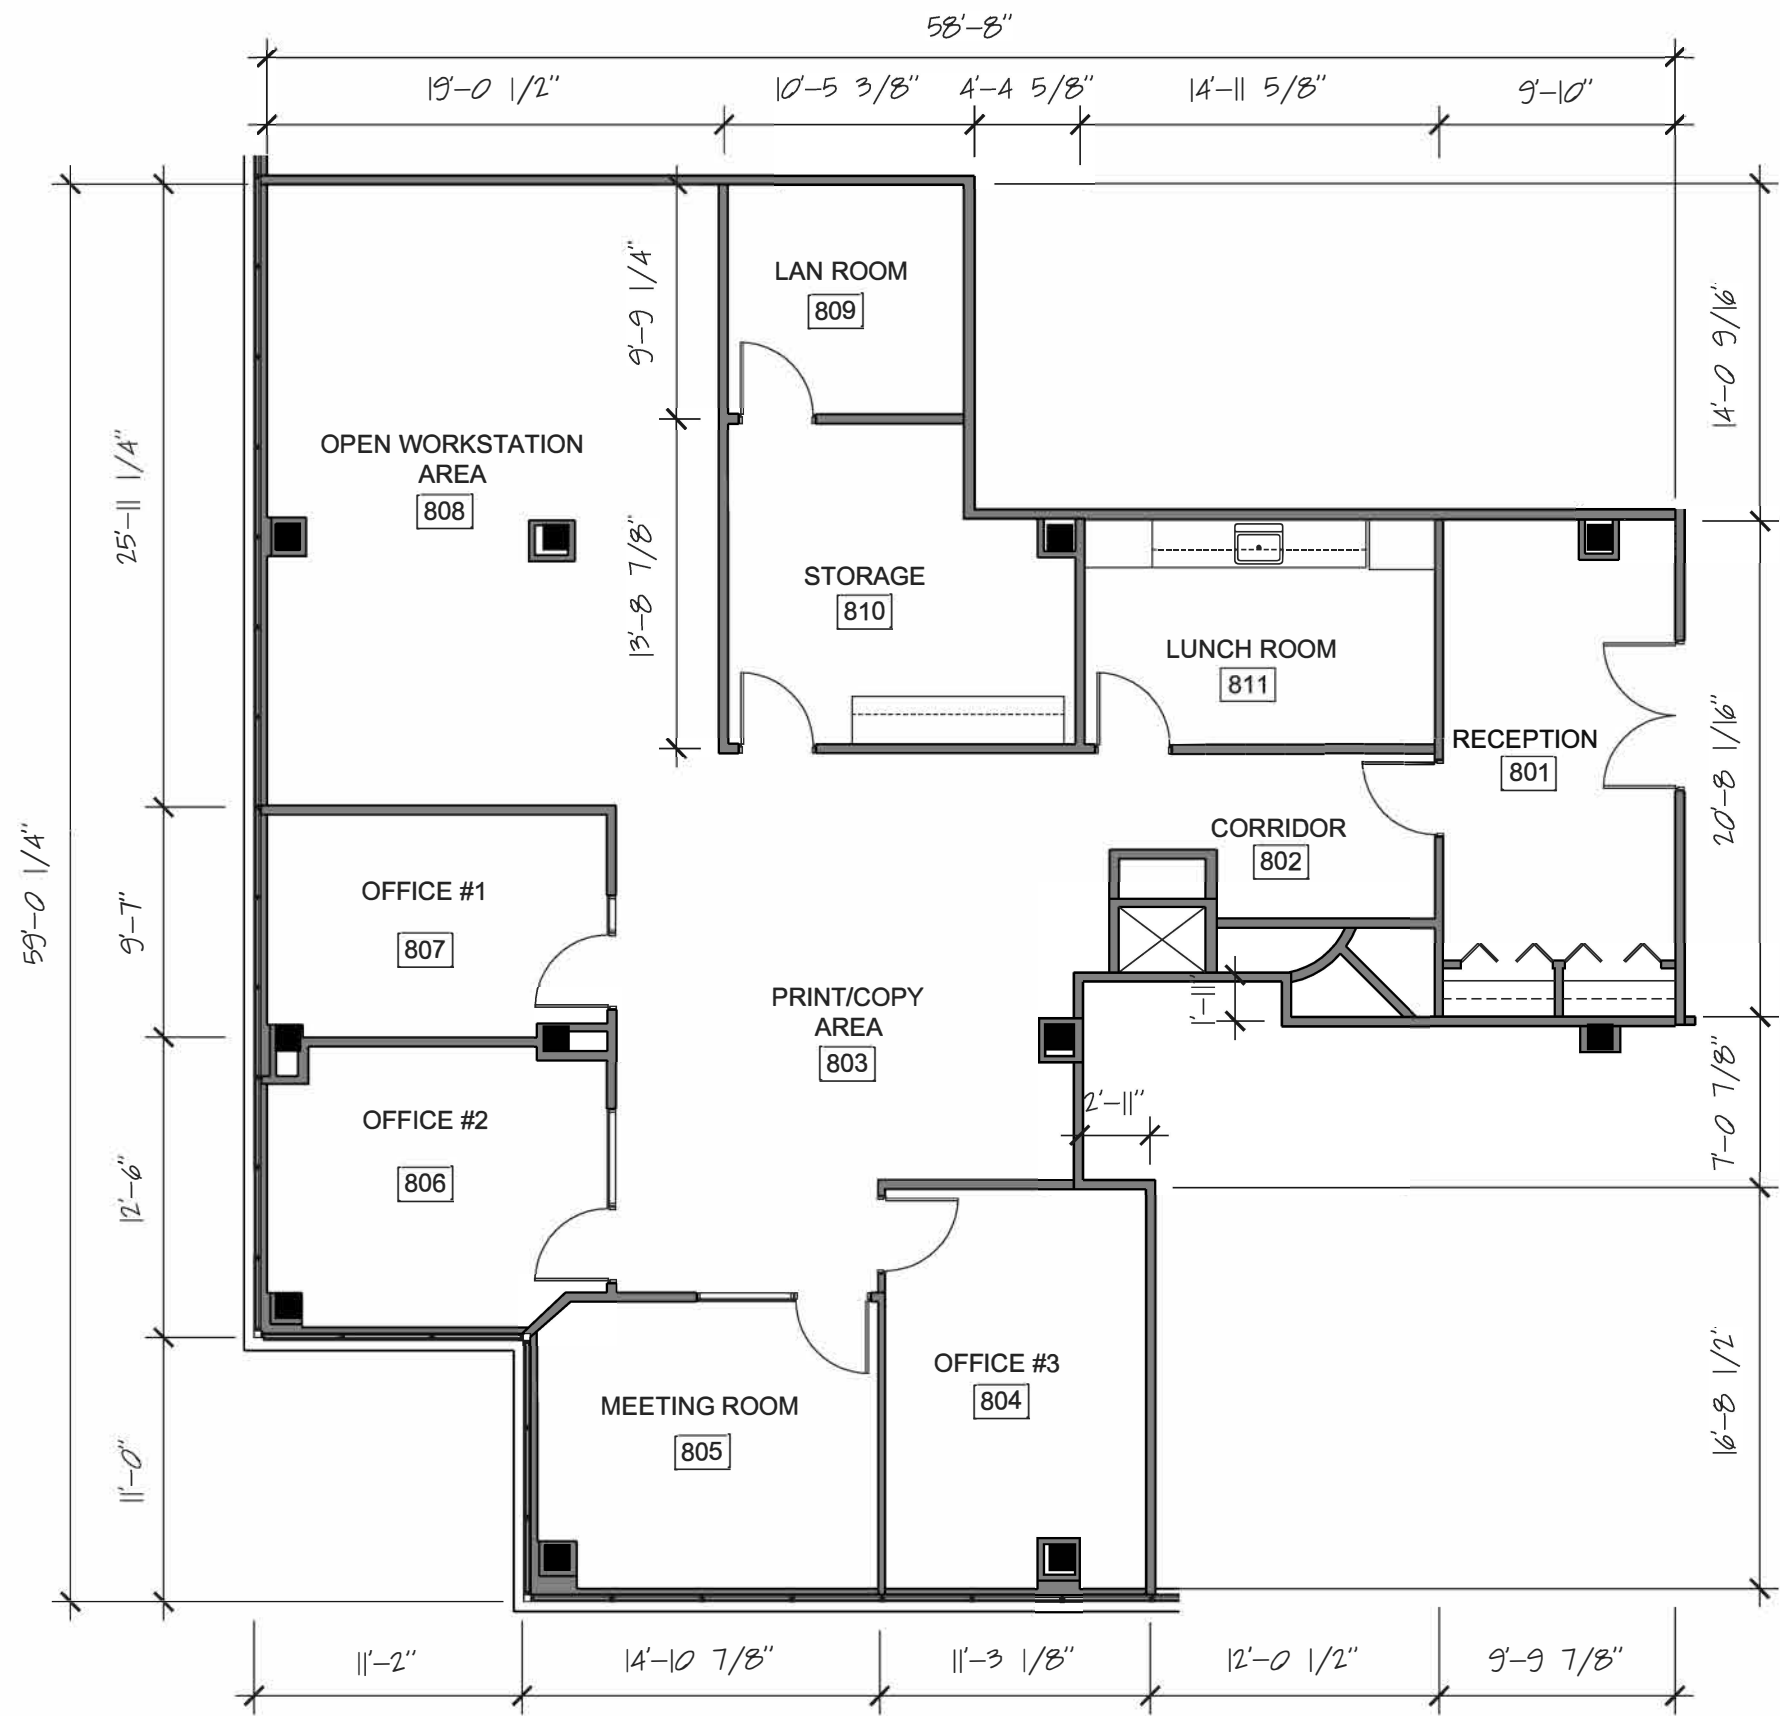 58'-8"
19'-0 1/2"
10'-5 3/8"
4'-4 5/8"
14'-11 5/8"
9'-10"
LAN ROOM
809
9'-9 1/4"
14'-0 9/16"
OPEN WORKSTATION
AREA
808
25'-11 1/4"
13'-8 7/8"
STORAGE
810
LUNCH ROOM
811
RECEPTION
801
20'-8 1/16"
CORRIDOR
802
59'-0 1/4"
OFFICE #1
807
9'-7"
PRINT/COPY
AREA
803
1'-11"
7'-0 7/8"
2'-11"
OFFICE #2
806
12'-6"
OFFICE #3
804
MEETING ROOM
805
16'-8 1/2"
11'-0"
11'-2"
14'-10 7/8"
11'-3 1/8"
12'-0 1/2"
9'-9 7/8"